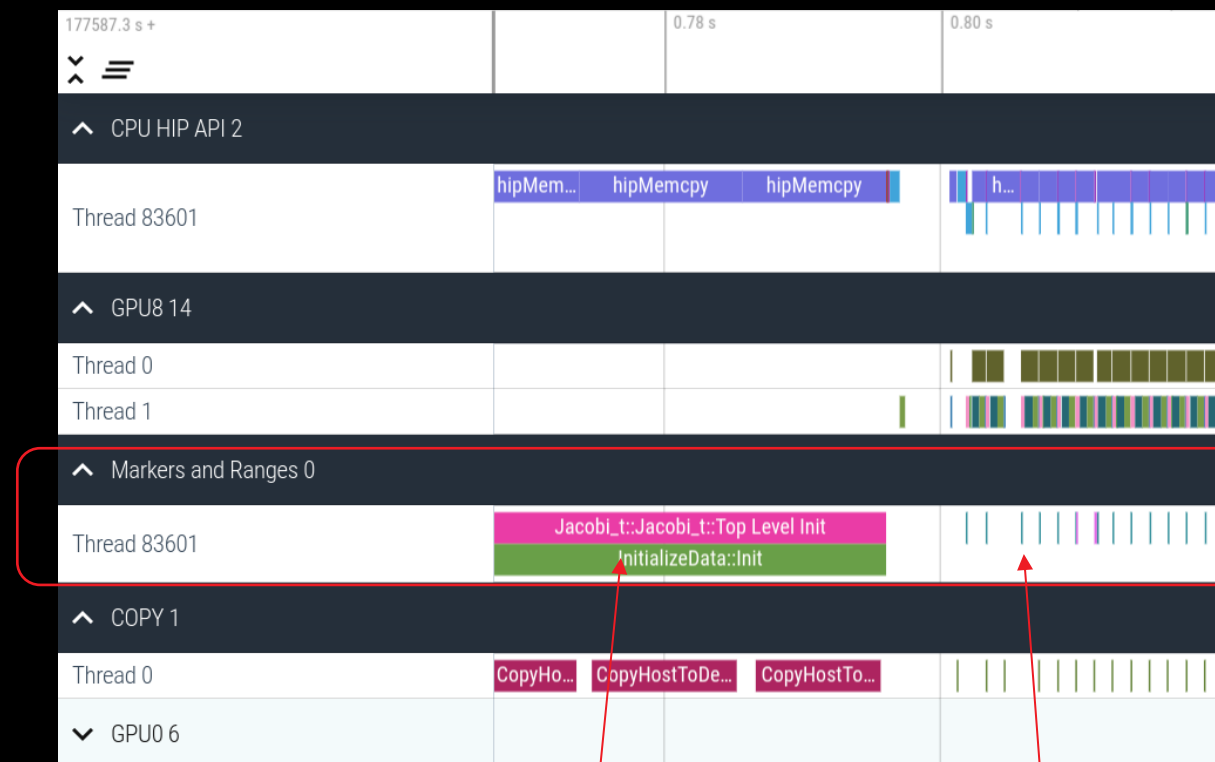 177587.3 s +
0.78 s
0.80 s
CPU HIP API 2
hipMem...
hipMemcpy
hipMemcpy
h...
Thread 83601
GPU8 14
Thread 0
Thread 1
Markers and Ranges 0
Jacobi_t::Jacobi_t::Top Level Init
Thread 83601
InitializeData::Init
COPY 1
Thread 0
CopyHo...
CopyHostToDe...
CopyHostTo...
GPU0 6